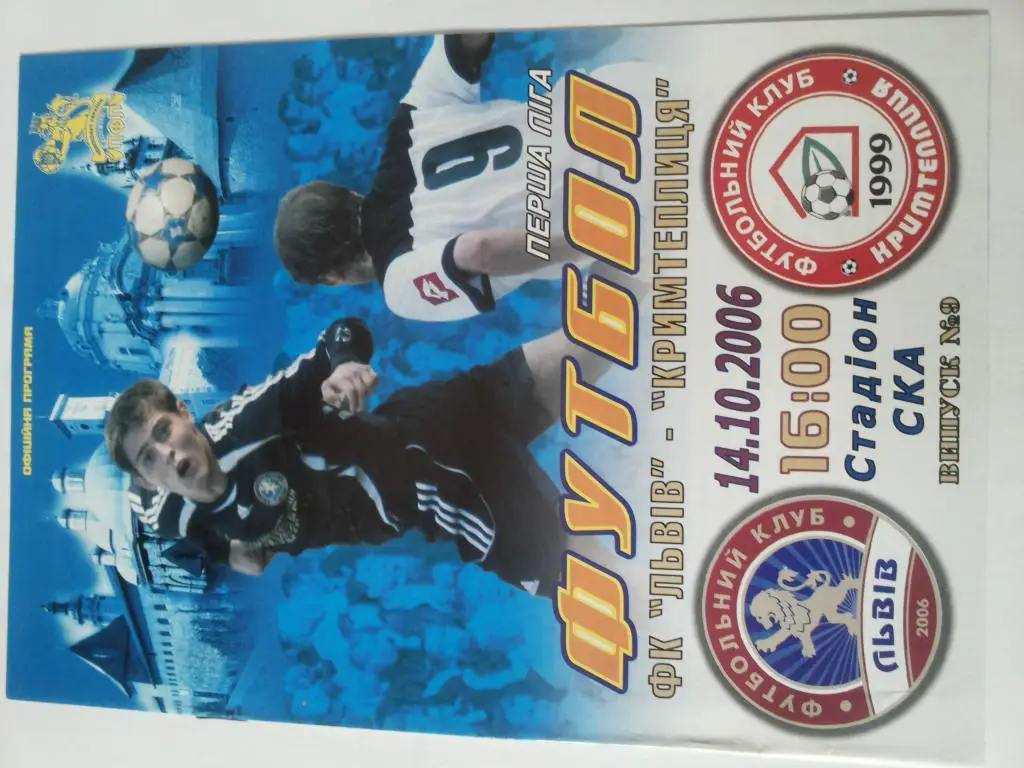 ОФІЦІЙНА ПРОГРАМА
ПЕРША ЛІГА
9
ФУТБОЛ
ФК "ЛЬВІВ" - "КРИМТЕПЛИЦЯ"
14.10.2006
16:00
Стадіон
СКА
ВИПУСК №9
ФУТБОЛЬНИЙ КЛУБ
ЛЬВІВ
2006
ФУТБОЛЬНИЙ КЛУБ
1999
КРИМТЕПЛИЦЯ